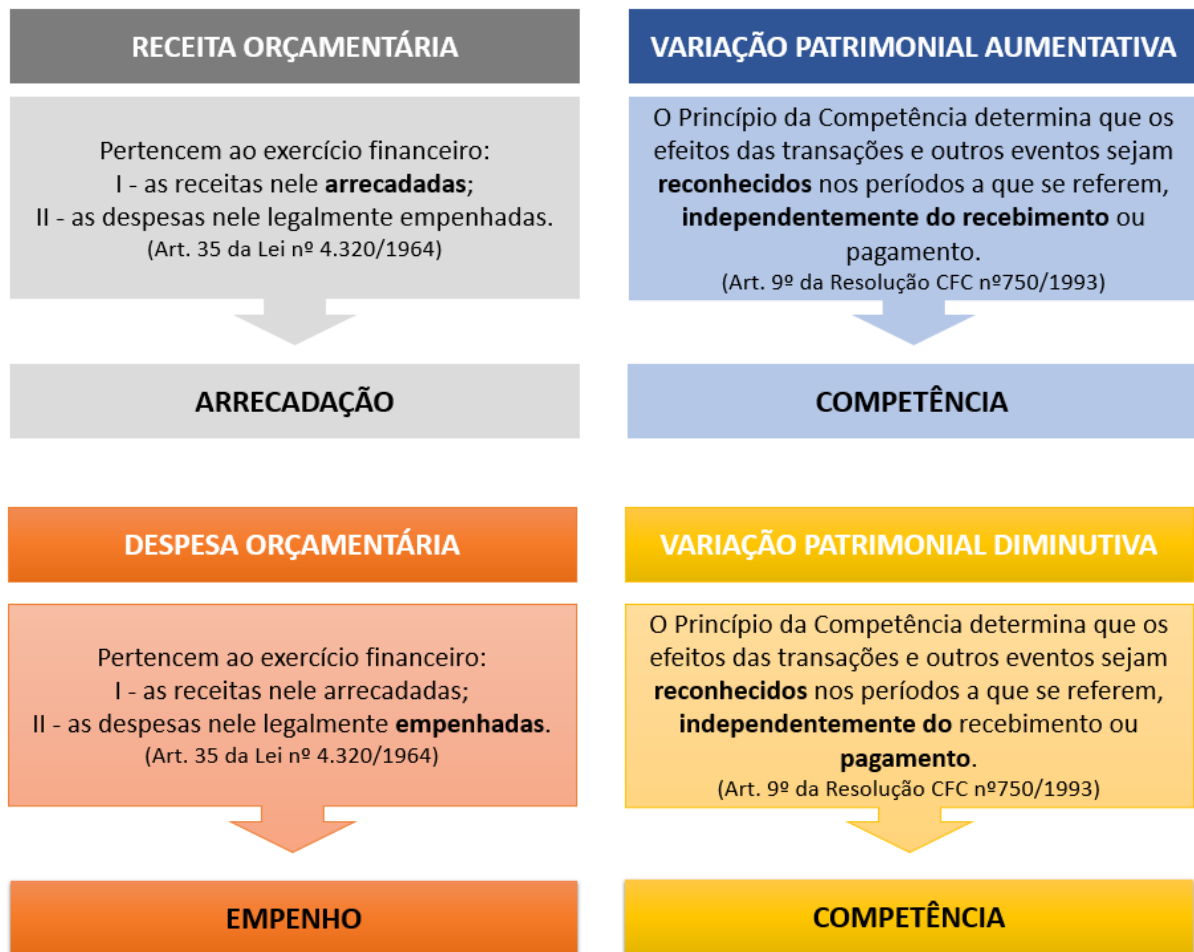 RECEITA ORÇAMENTÁRIA
Pertencem ao exercício financeiro:
I - as receitas nele arrecadadas;
II - as despesas nele legalmente empenhadas.
(Art. 35 da Lei nº 4.320/1964)
ARRECADAÇÃO
VARIAÇÃO PATRIMONIAL AUMENTATIVA
O Princípio da Competência determina que os
efeitos das transações e outros eventos sejam
reconhecidos nos períodos a que se referem,
independentemente do recebimento ou
pagamento.
(Art. 9º da Resolução CFC nº750/1993)
COMPETÊNCIA
DESPESA ORÇAMENTÁRIA
Pertencem ao exercício financeiro:
I - as receitas nele arrecadadas;
II - as despesas nele legalmente empenhadas.
(Art. 35 da Lei nº 4.320/1964)
EMPENHO
VARIAÇÃO PATRIMONIAL DIMINUTIVA
O Princípio da Competência determina que os
efeitos das transações e outros eventos sejam
reconhecidos nos períodos a que se referem,
independentemente do recebimento ou
pagamento.
(Art. 9º da Resolução CFC nº750/1993)
COMPETÊNCIA